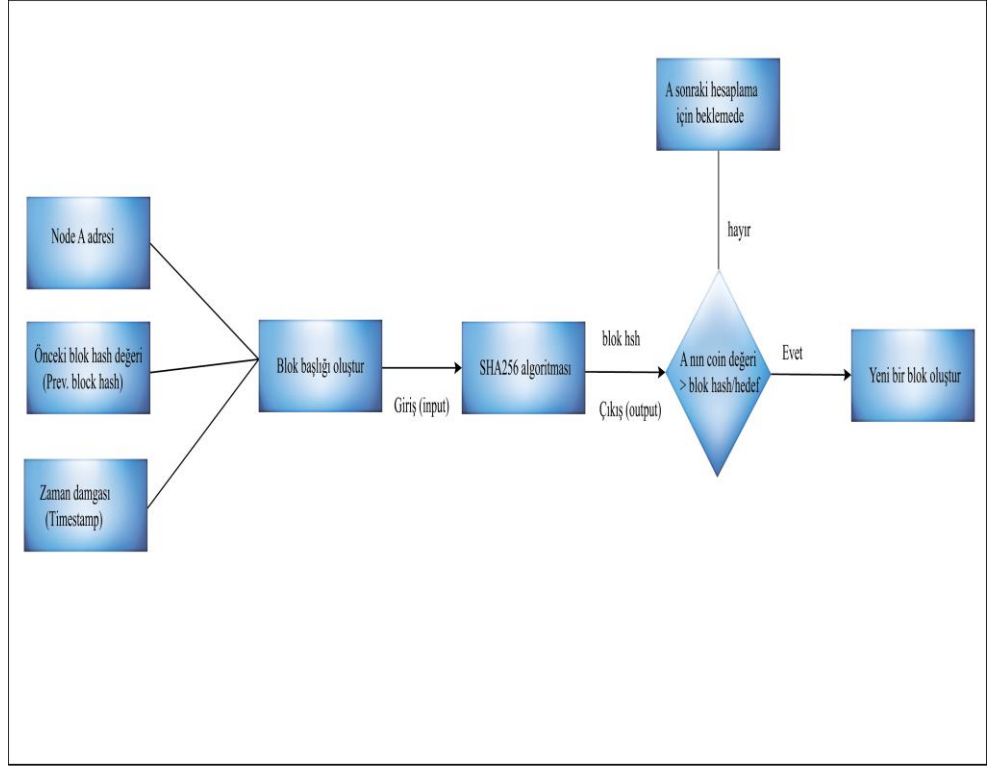 Node A adresi
Önceki blok hash değeri
(Prev. block hash)
Zaman damgası
(Timestamp)
Blok başlığı oluştur
Giriş (input)
SHA256 algoritması
blok hsh
Çıkış (output)
A nın coin değeri
> blok hash/hedef
hayır
A sonraki hesaplama
için beklemede
Evet
Yeni bir blok oluştur